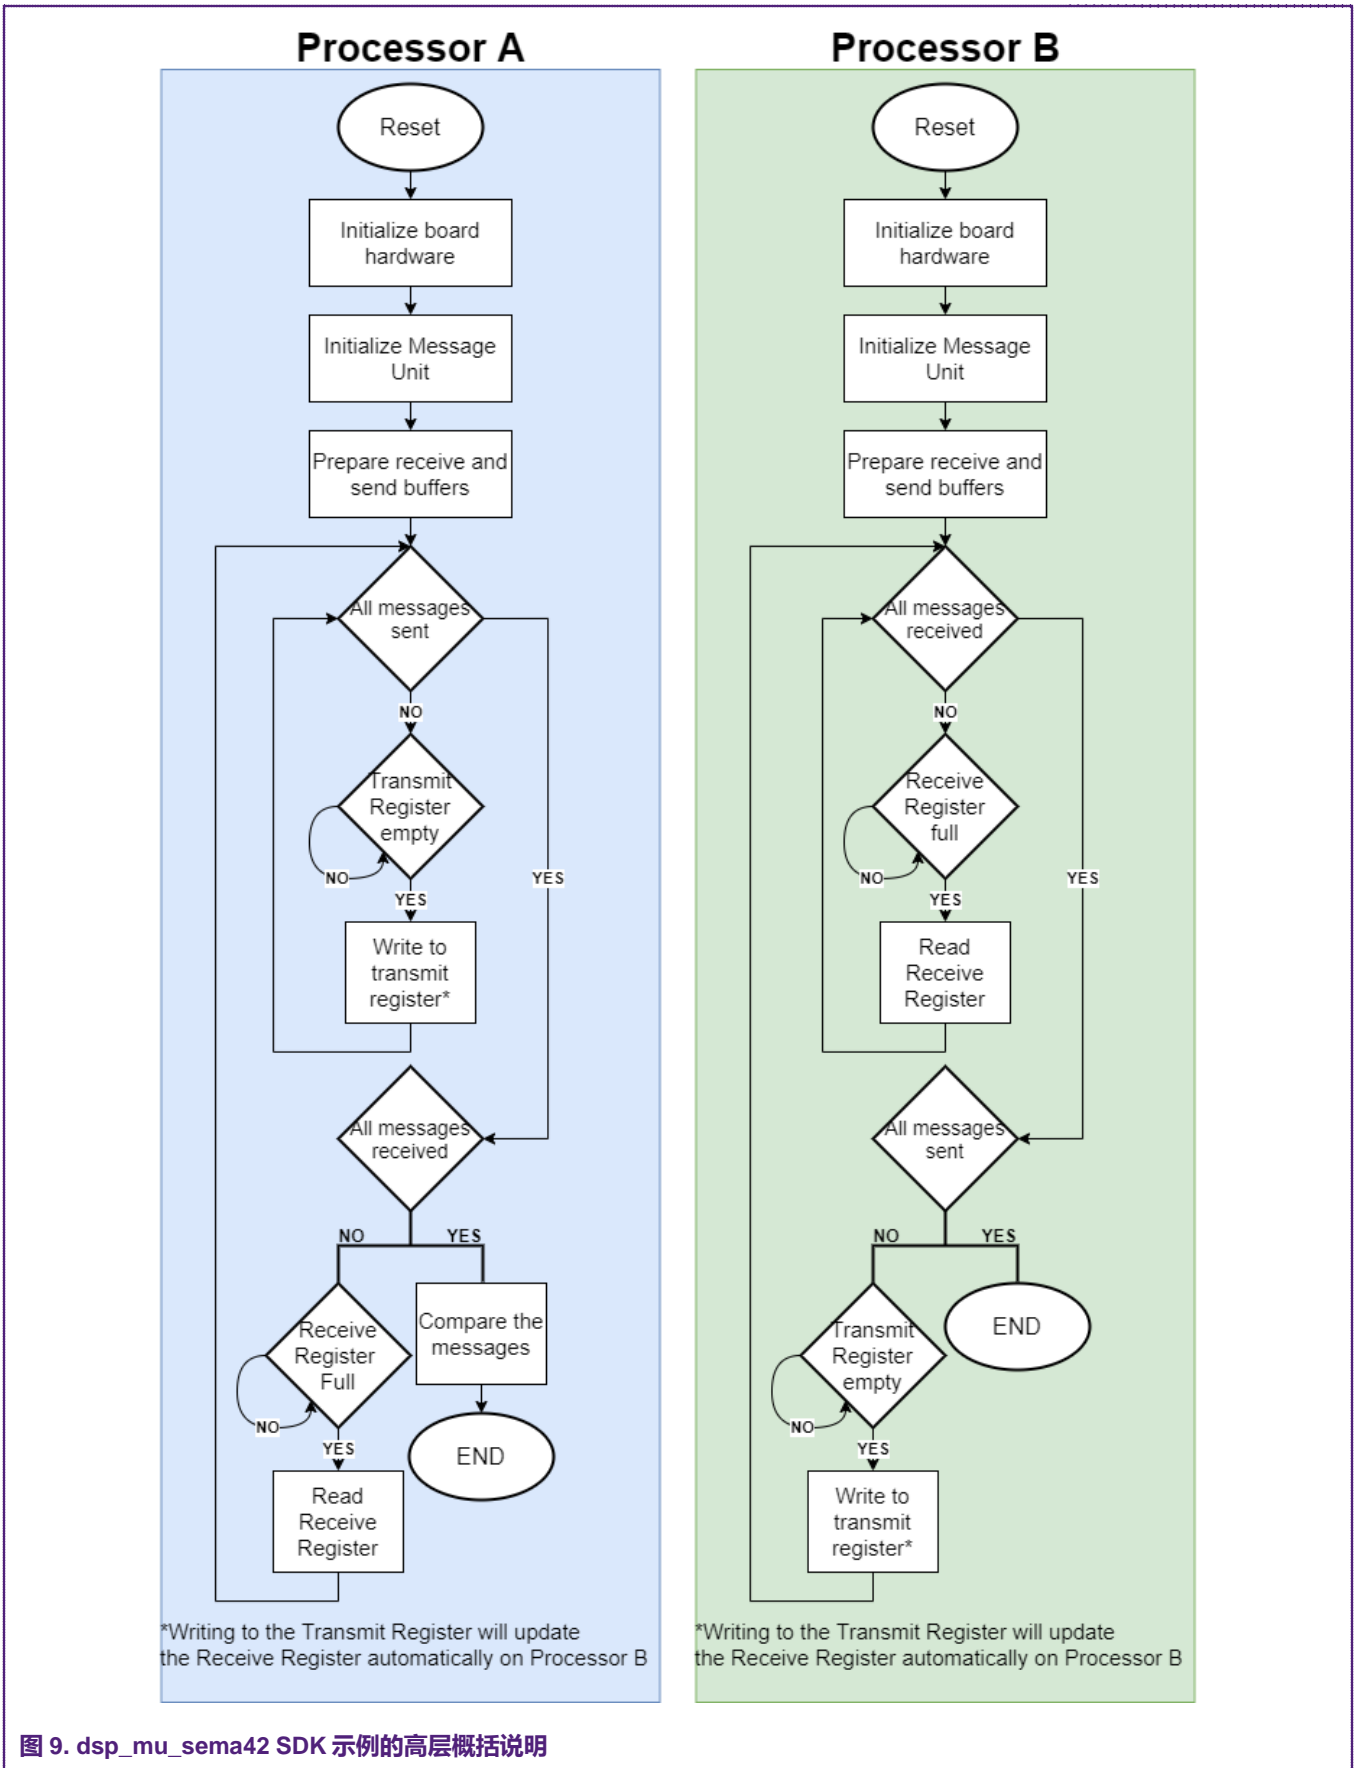 Processor A
Reset
Initialize board
hardware
Initialize Message
Unit
Prepare receive and
send buffers
All messages
sent
NO
Transmit
Register
empty
NO
YES
YES
Write to
transmit
register*
All messages
received
NO
YES
Receive
Register
Full
Compare the
messages
NO
YES
END
Read
Receive
Register
*Writing to the Transmit Register will update
the Receive Register automatically on Processor B
Processor B
Reset
Initialize board
hardware
Initialize Message
Unit
Prepare receive and
send buffers
All messages
received
NO
Receive
Register
full
NO
YES
YES
Read
Receive
Register
All messages
sent
NO
YES
Transmit
Register
empty
END
NO
YES
Write to
transmit
register*
*Writing to the Transmit Register will update
the Receive Register automatically on Processor B
图 9. dsp_mu_sema42 SDK 示例的高层概括说明